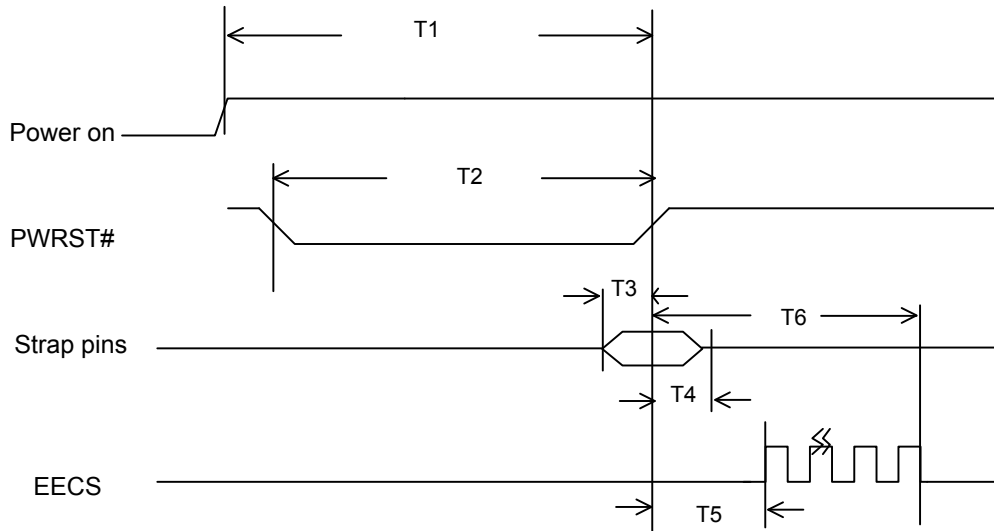 T1
Power on
T2
PWRST#
T3
T6
Strap pins
T4
EECS
T5